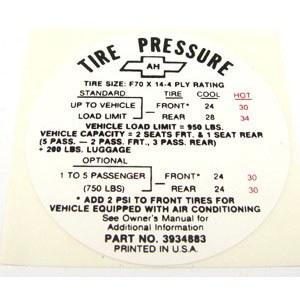 TIRE PRESSURE
AH
TIRE SIZE: F70 X 14-4 PLY RATING
STANDARD TIRE COOL HOT
UP TO VEHICLE LOAD LIMIT — FRONT* 24 30
REAR 28 34
VEHICLE LOAD LIMIT = 950 LBS.
VEHICLE CAPACITY = 2 SEATS FRT. & 1 SEAT REAR
(5 PASS. — 2 PASS. FRT., 3 PASS. REAR)
+ 200 LBS. LUGGAGE
OPTIONAL
1 TO 5 PASSENGER (750 LBS) — FRONT* 24 30
REAR 24 30
* ADD 2 PSI TO FRONT TIRES FOR
VEHICLE EQUIPPED WITH AIR CONDITIONING
See Owner's Manual for
Additional Information
PART NO. 3934883
PRINTED IN U.S.A.